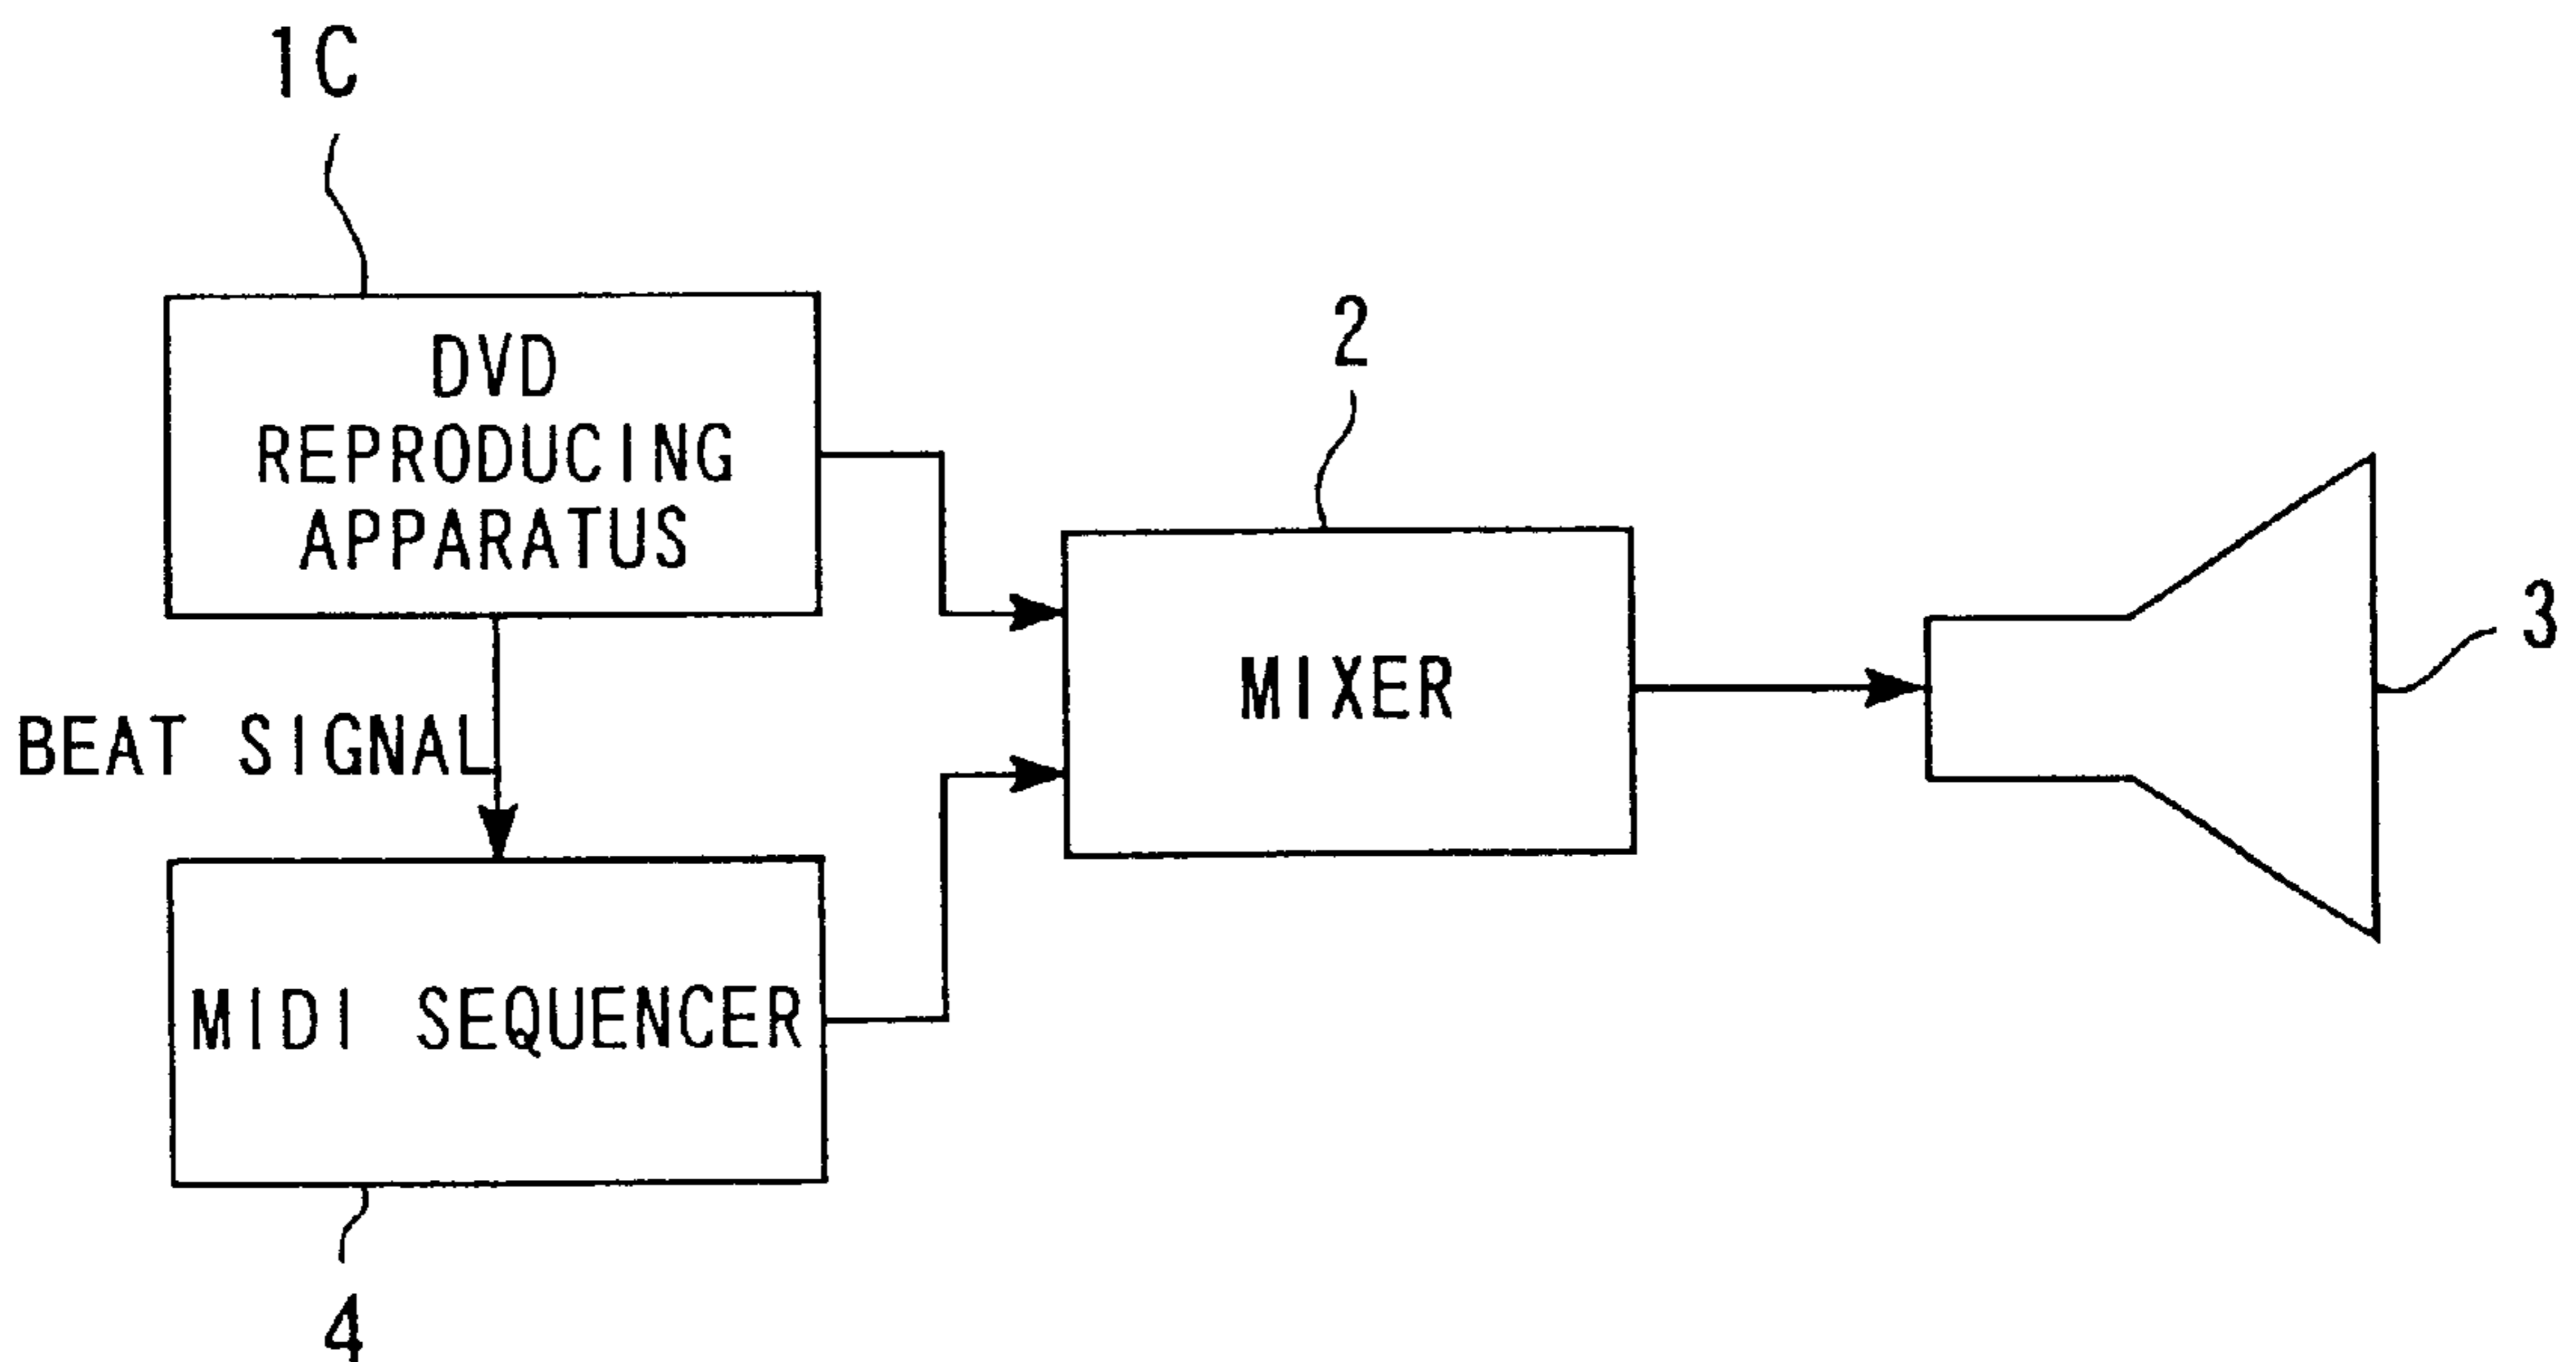 1C
DVD
REPRODUCING
APPARATUS
2
3
MIXER
BEAT SIGNAL
MIDI SEQUENCER
4